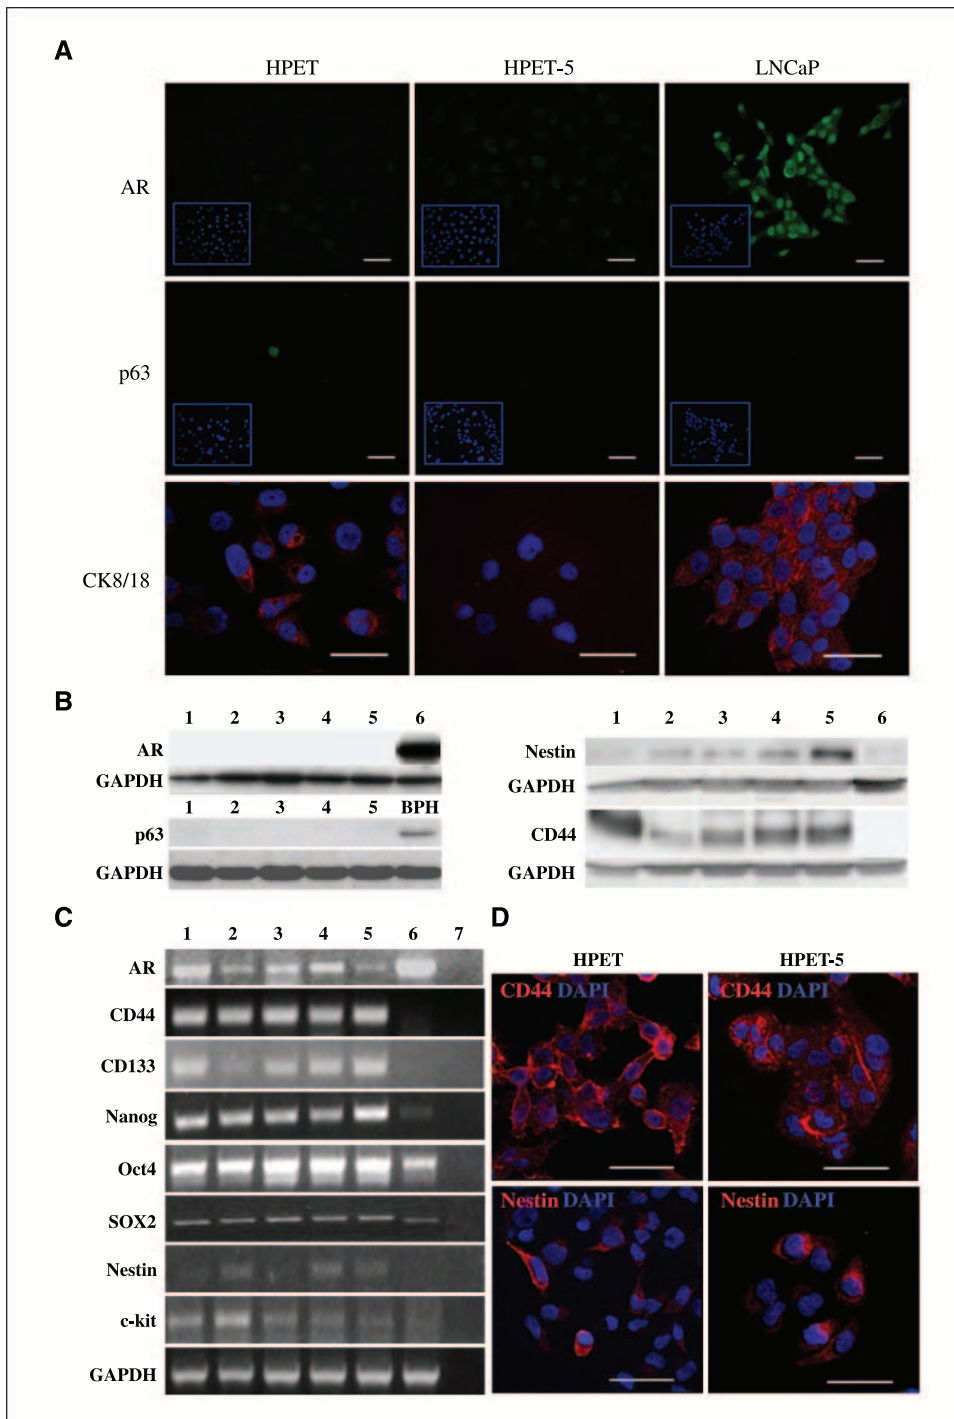 A
HPET HPET-5 LNCaP
AR
p63
CK8/18
B
1 2 3 4 5 6
AR
GAPDH
1 2 3 4 5 BPH
p63
GAPDH
1 2 3 4 5 6
Nestin
GAPDH
CD44
GAPDH
C
1 2 3 4 5 6 7
AR
CD44
CD133
Nanog
Oct4
SOX2
Nestin
c-kit
GAPDH
D
HPET HPET-5
CD44 DAPI CD44 DAPI
Nestin DAPI Nestin DAPI